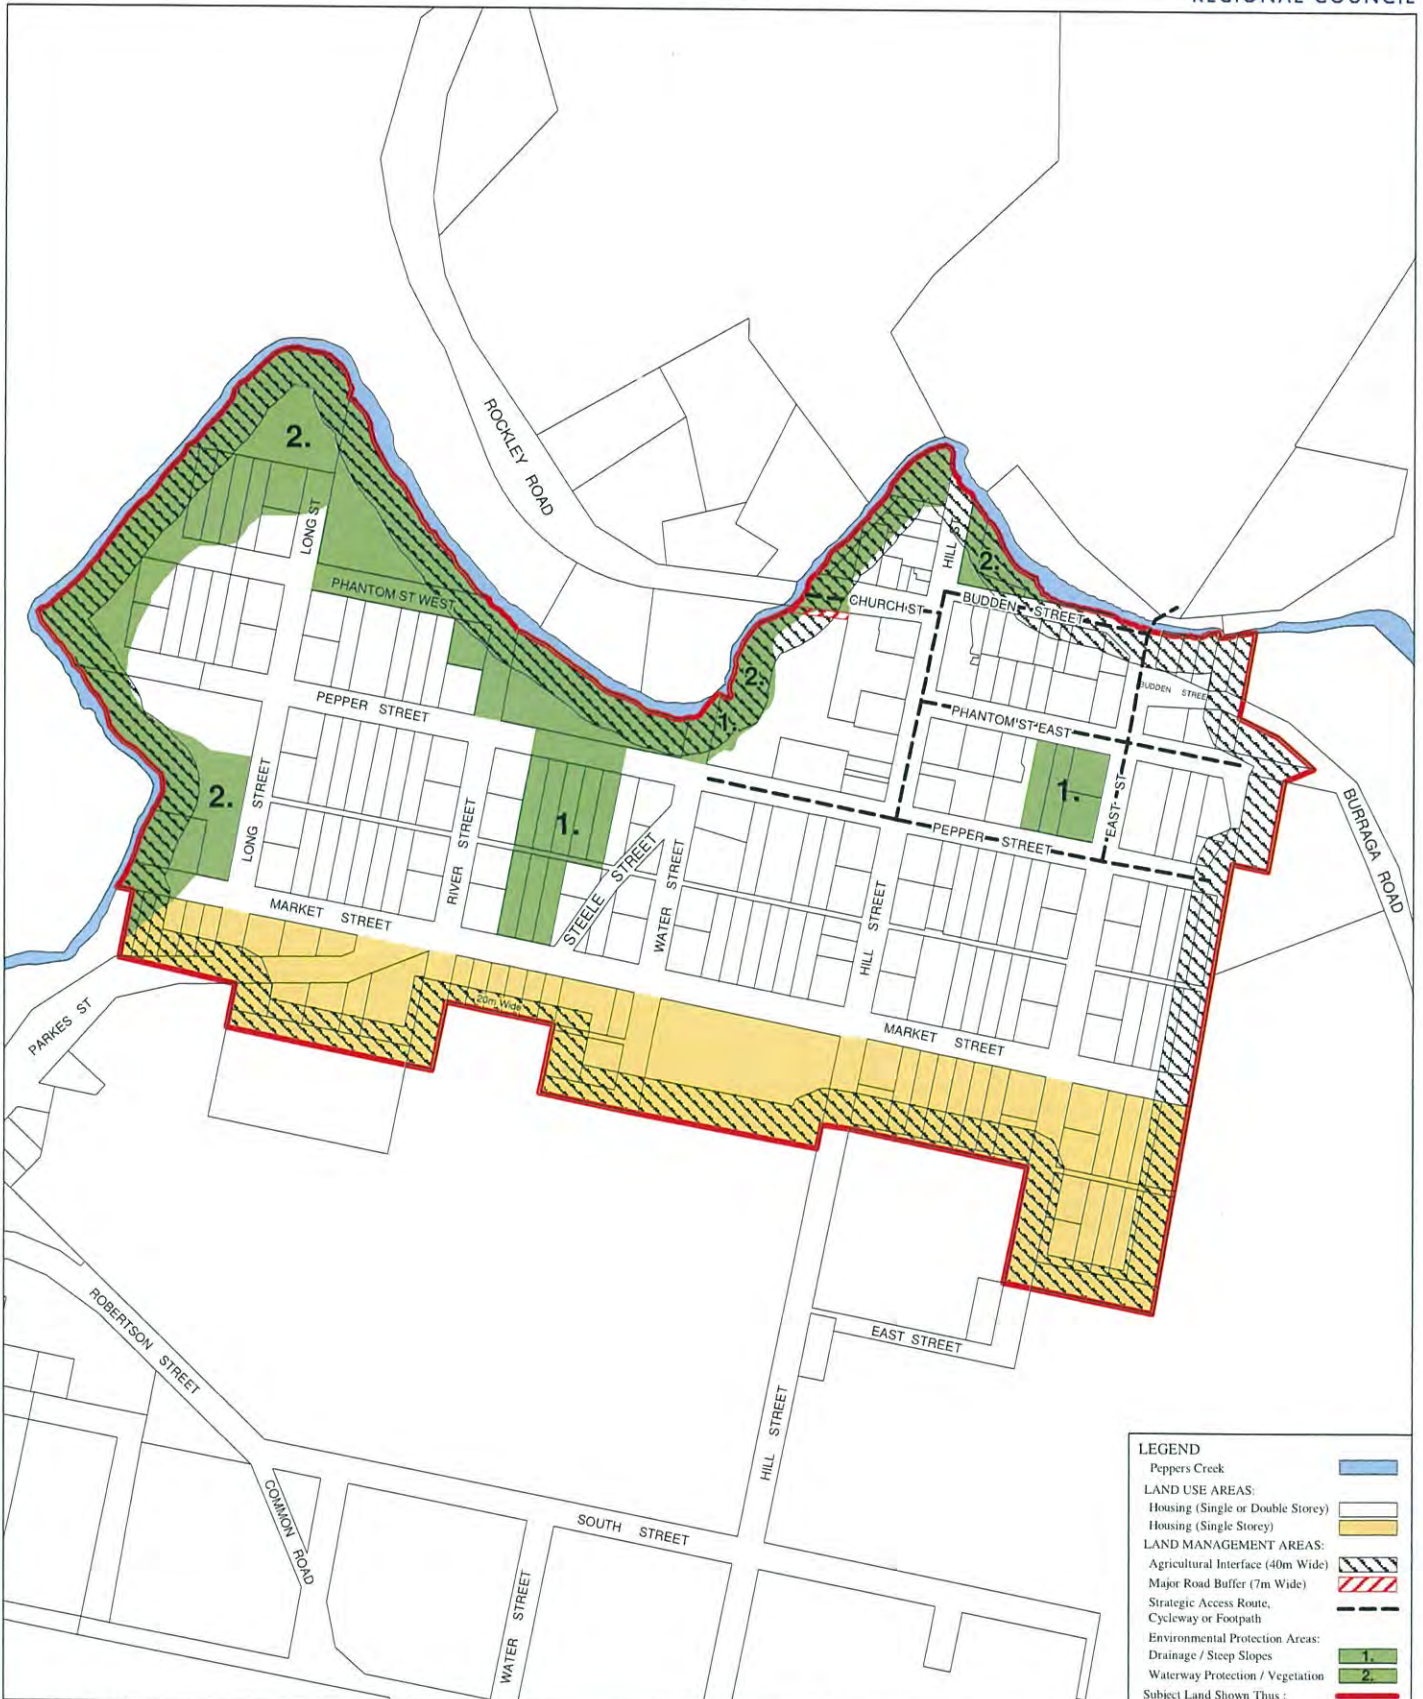 REGIONAL COUNCIL
ROCKLEY ROAD
2.
LONG ST
HILL ST
2.
PHANTOM ST WEST
CHURCH ST
BUDDEN STREET
2.
BUDDEN STREET
PEPPER STREET
1.
PHANTOM ST EAST
2.
LONG STREET
1.
EAST ST
BURRAGA ROAD
RIVER STREET
1.
STEELE STREET
WATER STREET
PEPPER STREET
HILL STREET
MARKET STREET
20m Wide
MARKET STREET
PARKES ST
ROBERTSON STREET
EAST STREET
HILL STREET
COMMON ROAD
SOUTH STREET
WATER STREET
LEGEND
Peppers Creek
LAND USE AREAS:
Housing (Single or Double Storey)
Housing (Single Storey)
LAND MANAGEMENT AREAS:
Agricultural Interface (40m Wide)
Major Road Buffer (7m Wide)
Strategic Access Route,
Cycleway or Footpath
Environmental Protection Areas:
Drainage / Steep Slopes 1.
Waterway Protection / Vegetation 2.
Subject Land Shown Thus :